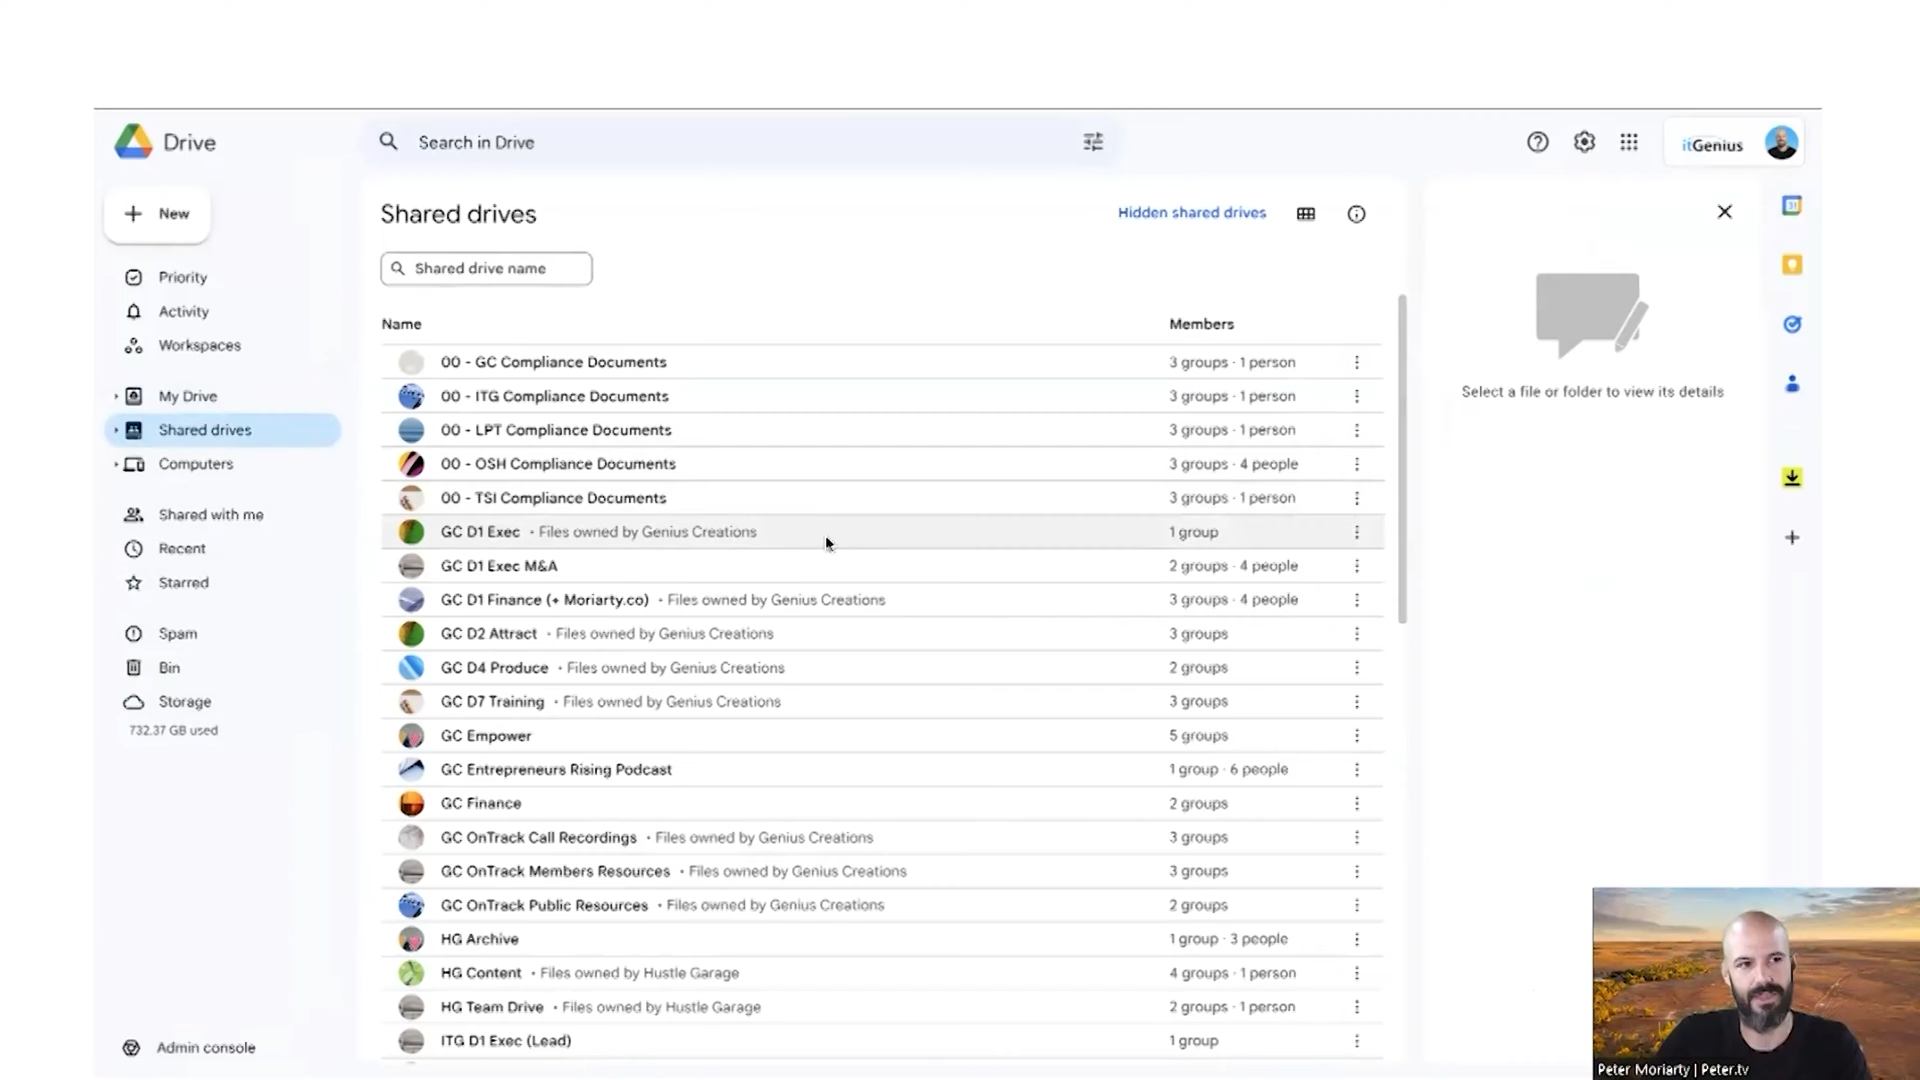 Drive
Search in Drive
itGenius
New
Shared drives
Hidden shared drives
Shared drive name
Priority
Activity
Workspaces
My Drive
Shared drives
Computers
Shared with me
Recent
Starred
Spam
Bin
Storage
732.37 GB used
Admin console
Name Members
00 - GC Compliance Documents 3 groups · 1 person
00 - ITG Compliance Documents 3 groups · 1 person
00 - LPT Compliance Documents 3 groups · 1 person
00 - OSH Compliance Documents 3 groups · 4 people
00 - TSI Compliance Documents 3 groups · 1 person
GC D1 Exec • Files owned by Genius Creations 1 group
GC D1 Exec M&A 2 groups · 4 people
GC D1 Finance (+ Moriarty.co) • Files owned by Genius Creations 3 groups · 4 people
GC D2 Attract • Files owned by Genius Creations 3 groups
GC D4 Produce • Files owned by Genius Creations 2 groups
GC D7 Training • Files owned by Genius Creations 3 groups
GC Empower 5 groups
GC Entrepreneurs Rising Podcast 1 group · 6 people
GC Finance 2 groups
GC OnTrack Call Recordings • Files owned by Genius Creations 3 groups
GC OnTrack Members Resources • Files owned by Genius Creations 3 groups
GC OnTrack Public Resources • Files owned by Genius Creations 2 groups
HG Archive 1 group · 3 people
HG Content • Files owned by Hustle Garage 4 groups · 1 person
HG Team Drive • Files owned by Hustle Garage 2 groups · 1 person
ITG D1 Exec (Lead) 1 group
Select a file or folder to view its details
31
Peter Moriarty | Peter.tv